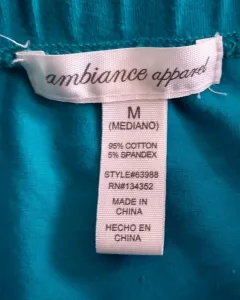 ambiance apparel
M
(MEDIANO)
95% COTTON
5% SPANDEX
STYLE#63988
RN#134352
MADE IN
CHINA
HECHO EN
CHINA